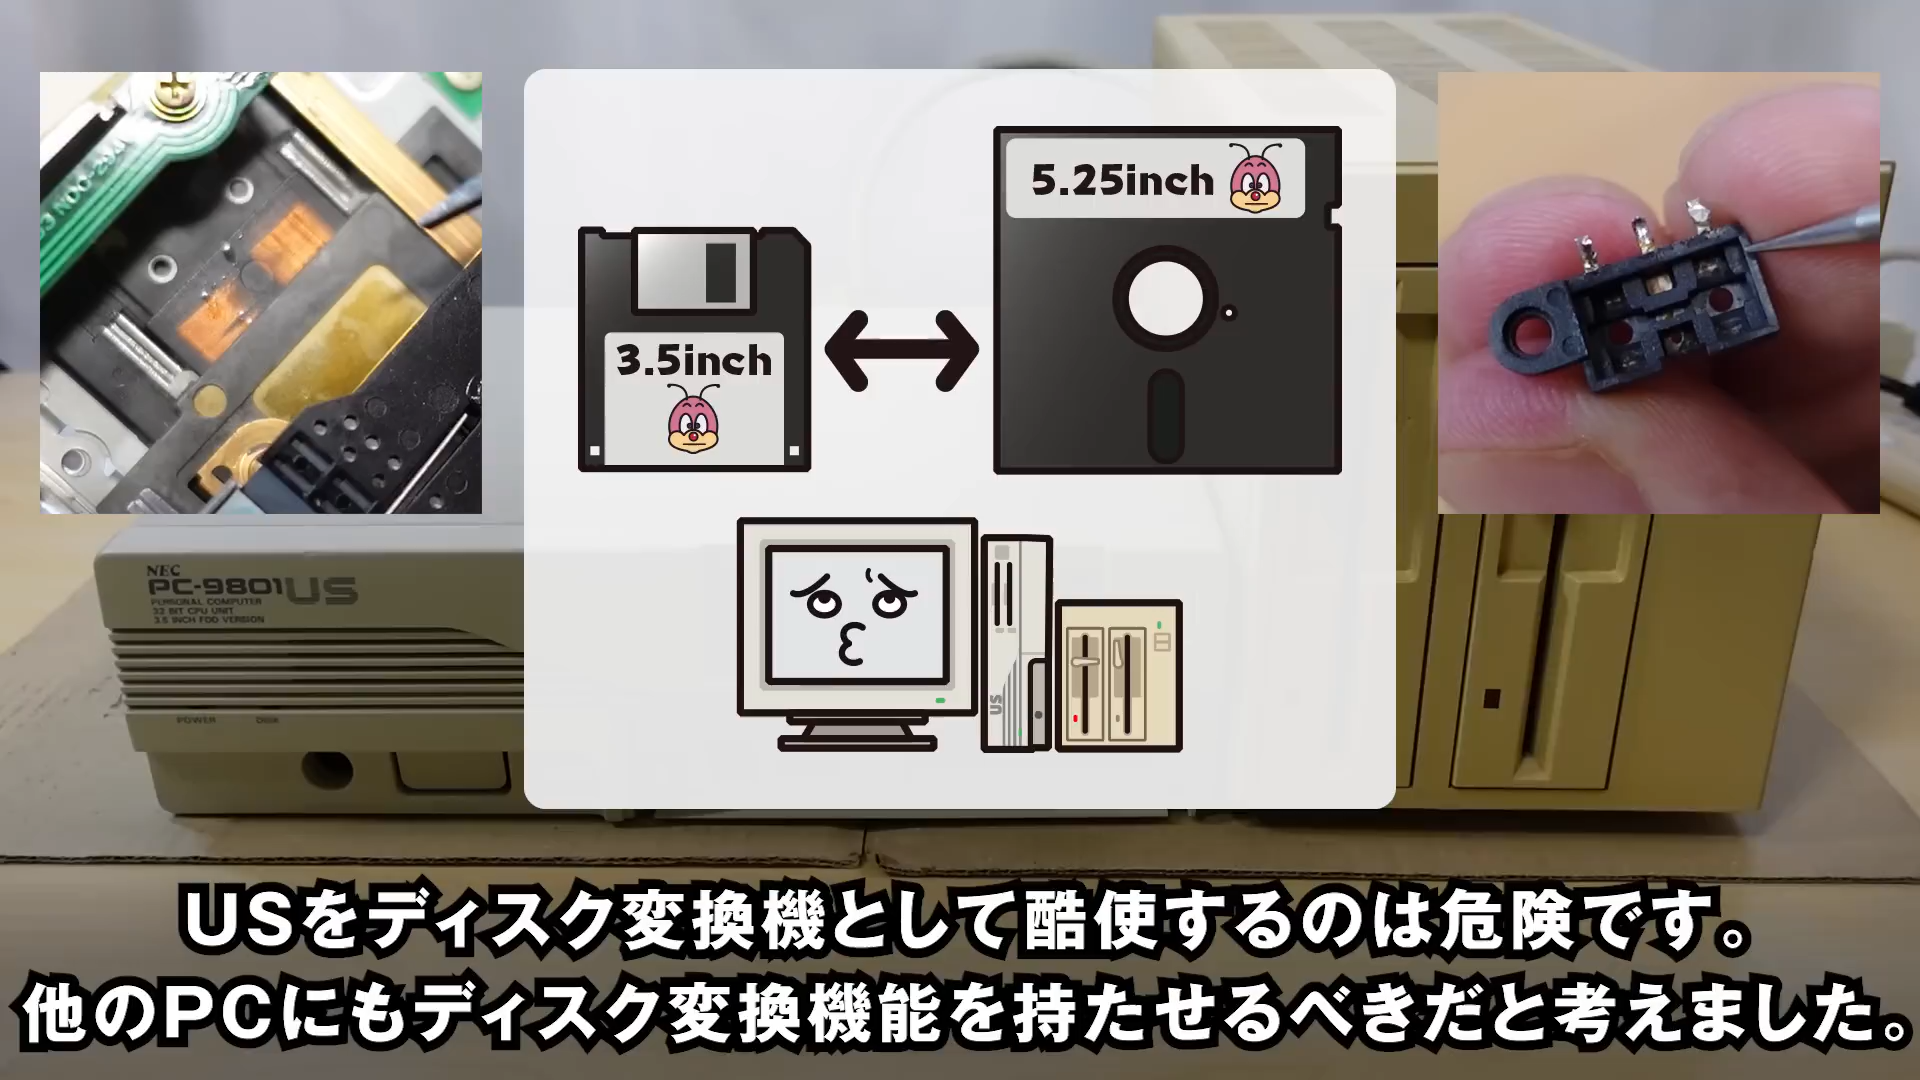 5.25inch
3.5inch
NEC
PC-9801US
PERSONAL COMPUTER
32 BIT CPU UNIT
3.5 INCH FDD VERSION
POWER
Disk
US
USをディスク変換機として酷使するのは危険です。
他のPCにもディスク変換機能を持たせるべきだと考えました。